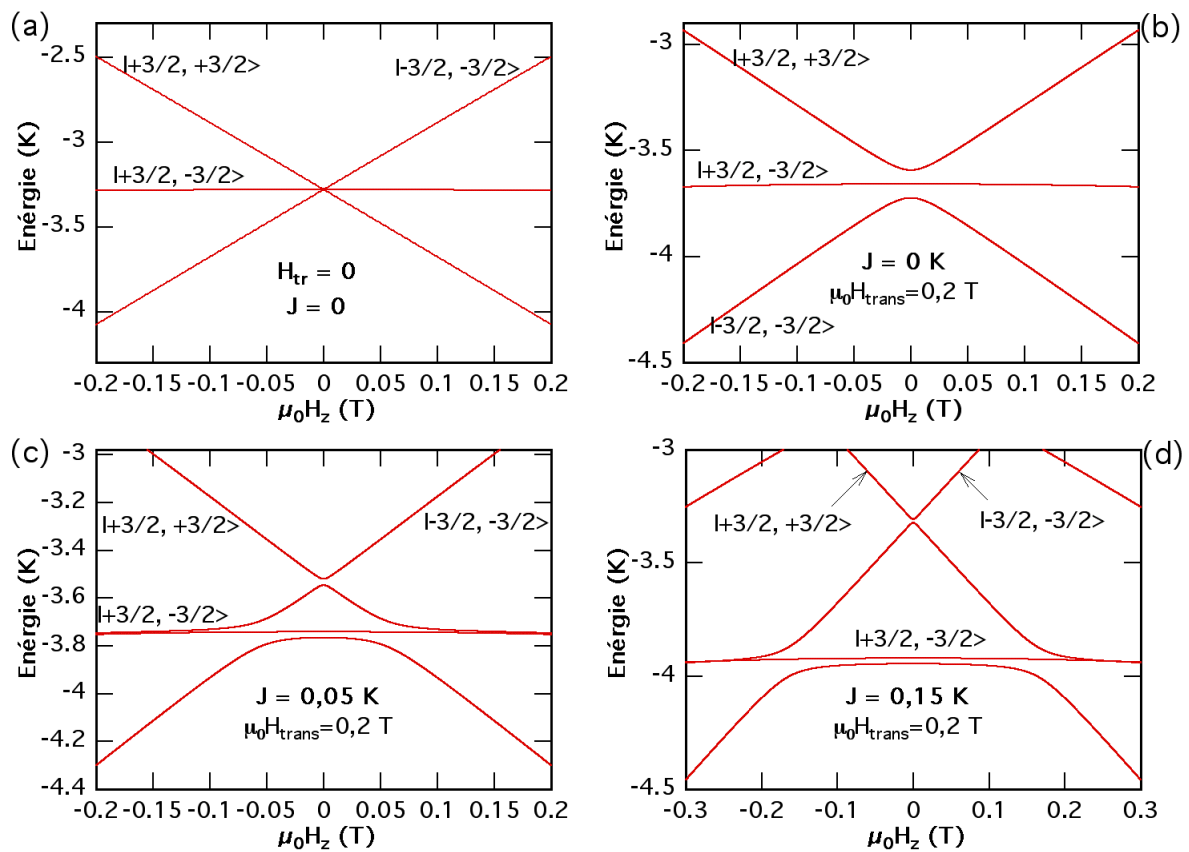 (a)
Enérgie (K)
-2.5
-3
-3.5
-4
I+3/2, +3/2>
I-3/2, -3/2>
I+3/2, -3/2>
H_tr = 0
J = 0
-0.2 -0.15 -0.1 -0.05 0 0.05 0.1 0.15 0.2
μ₀H_z (T)
(b)
Enérgie (K)
-3
-3.5
-4
-4.5
I+3/2, +3/2>
I+3/2, -3/2>
I-3/2, -3/2>
J = 0 K
μ₀H_trans=0,2 T
-0.2 -0.15 -0.1 -0.05 0 0.05 0.1 0.15 0.2
μ₀H_z (T)
(c)
Enérgie (K)
-3
-3.2
-3.4
-3.6
-3.8
-4
-4.2
-4.4
I+3/2, +3/2>
I-3/2, -3/2>
I+3/2, -3/2>
J = 0,05 K
μ₀H_trans=0,2 T
-0.2 -0.15 -0.1 -0.05 0 0.05 0.1 0.15 0.2
μ₀H_z (T)
(d)
Enérgie (K)
-3
-3.5
-4
-4.5
I+3/2, +3/2>
I-3/2, -3/2>
I+3/2, -3/2>
J = 0,15 K
μ₀H_trans=0,2 T
-0.3 -0.2 -0.1 0 0.1 0.2 0.3
μ₀H_z (T)